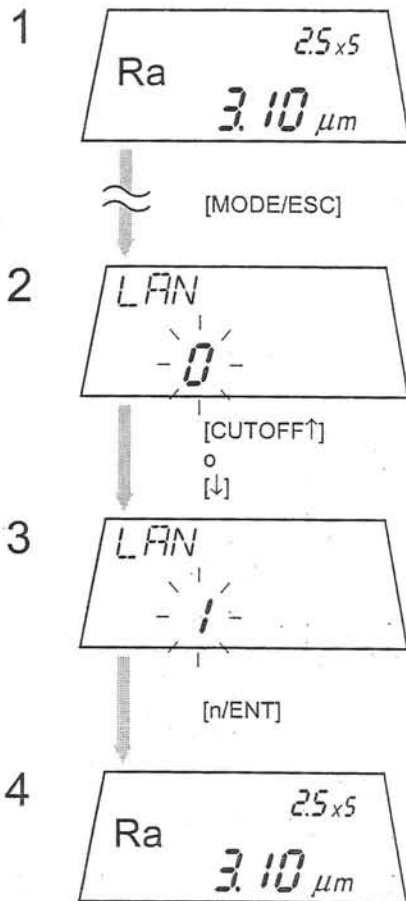 1
2.5x5
Ra
3.10 µm
[MODE/ESC]
2
LAN
0
[CUTOFF↑]
o
[↓]
3
LAN
1
[n/ENT]
4
2.5x5
Ra
3.10 µm